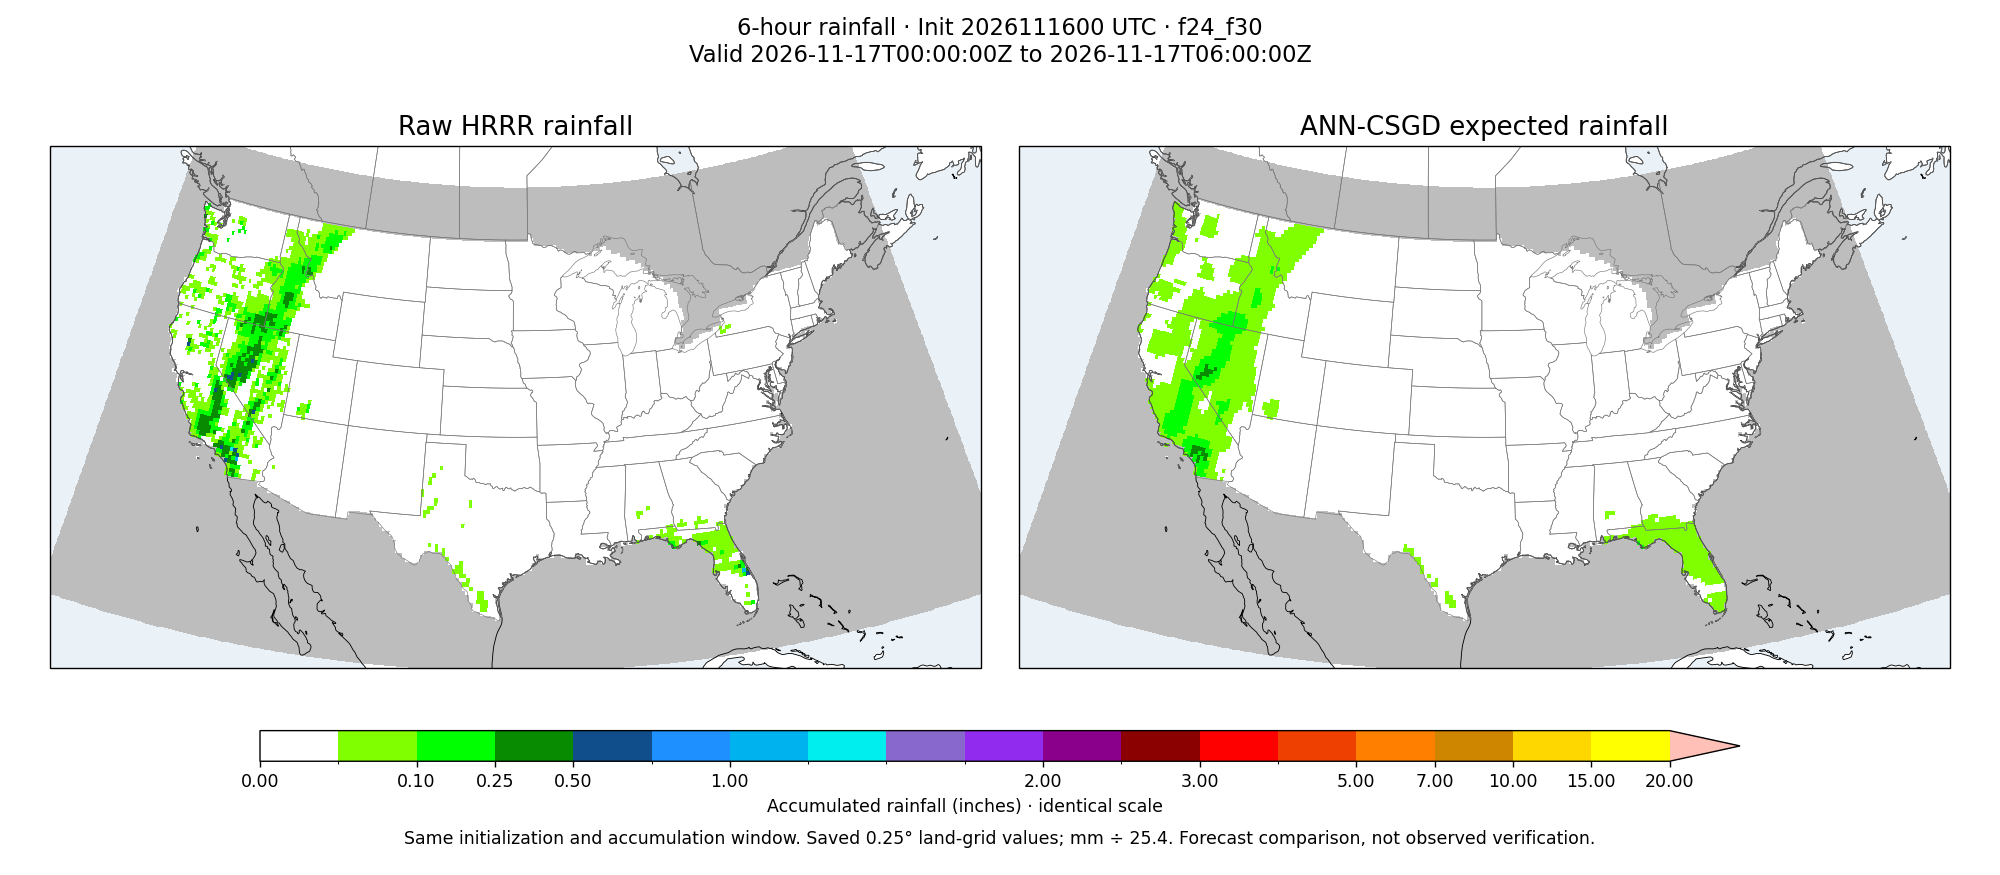 6-hour rainfall · Init 2026111600 UTC · f24_f30
Valid 2026-11-17T00:00:00Z to 2026-11-17T06:00:00Z
Raw HRRR rainfall
ANN-CSGD expected rainfall
0.00 0.10 0.25 0.50 1.00 2.00 3.00 5.00 7.00 10.00 15.00 20.00
Accumulated rainfall (inches) · identical scale
Same initialization and accumulation window. Saved 0.25° land-grid values; mm ÷ 25.4. Forecast comparison, not observed verification.